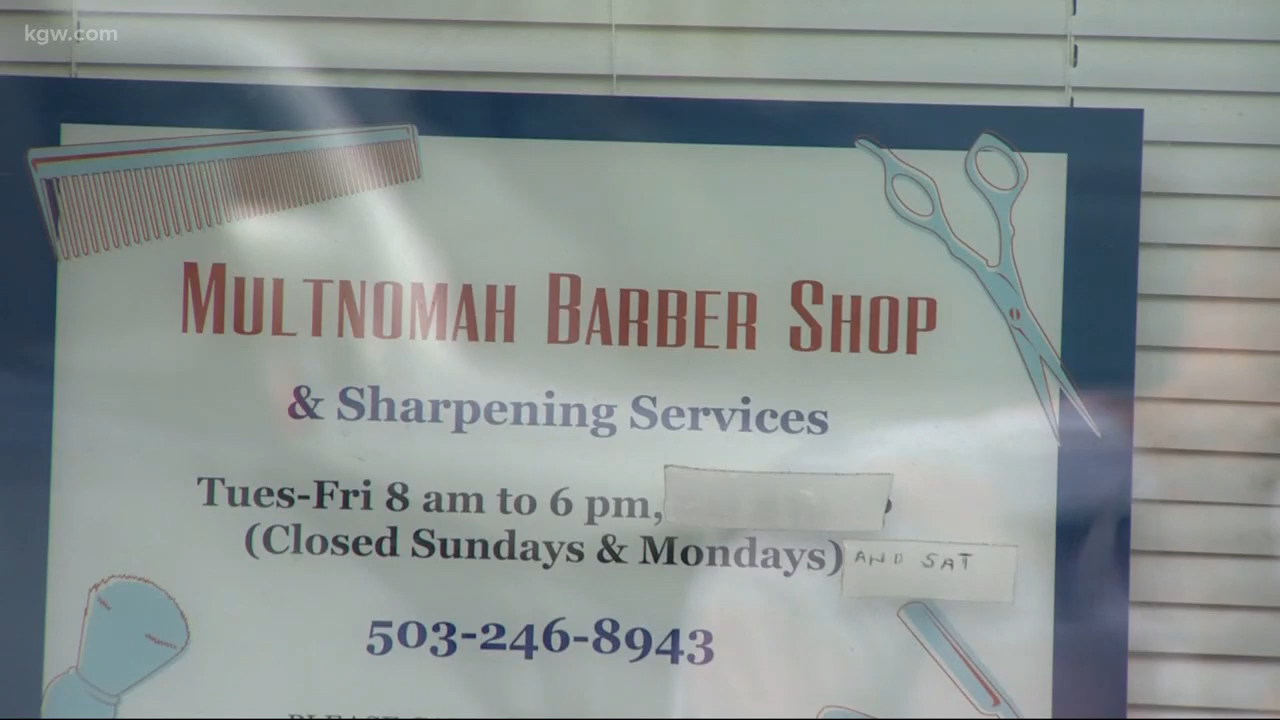 kgw.com
MULTNOMAH BARBER SHOP
& Sharpening Services
Tues-Fri 8 am to 6 pm,
(Closed Sundays & Mondays) AND SAT
503-246-8943
PLEASE